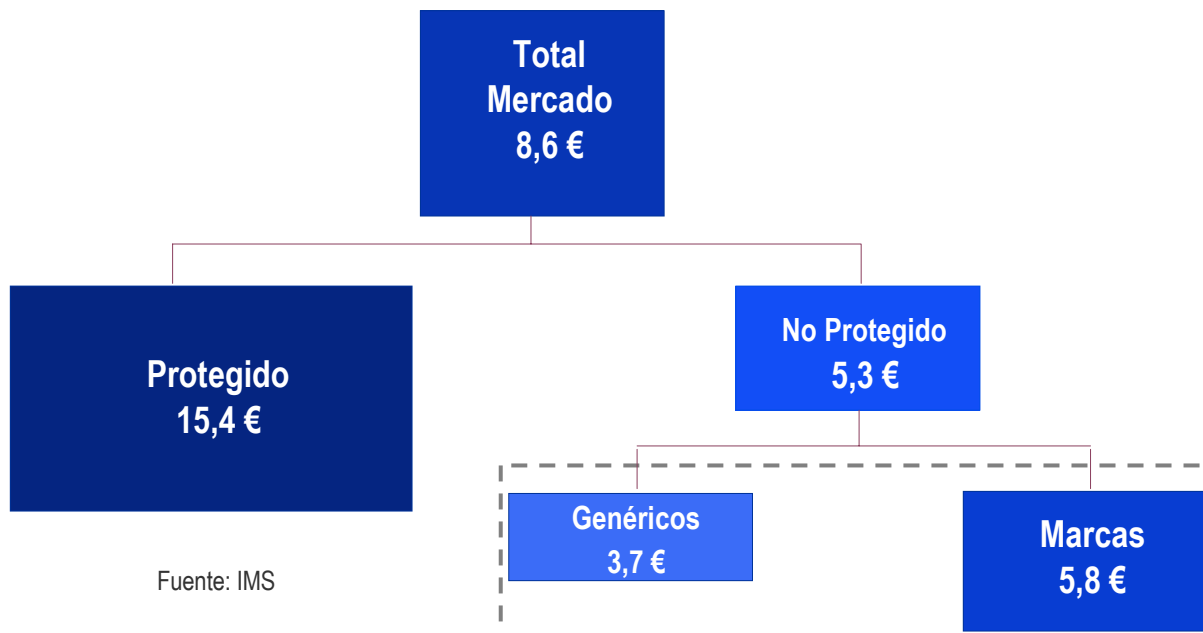 Total
Mercado
8,6 €
Protegido
15,4 €
No Protegido
5,3 €
Genéricos
3,7 €
Marcas
5,8 €
Fuente: IMS